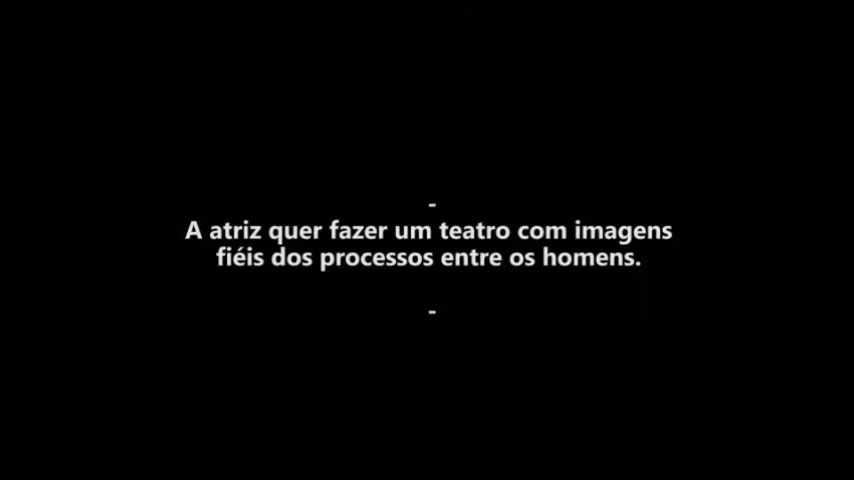 -
A atriz quer fazer um teatro com imagens
fiéis dos processos entre os homens.
-